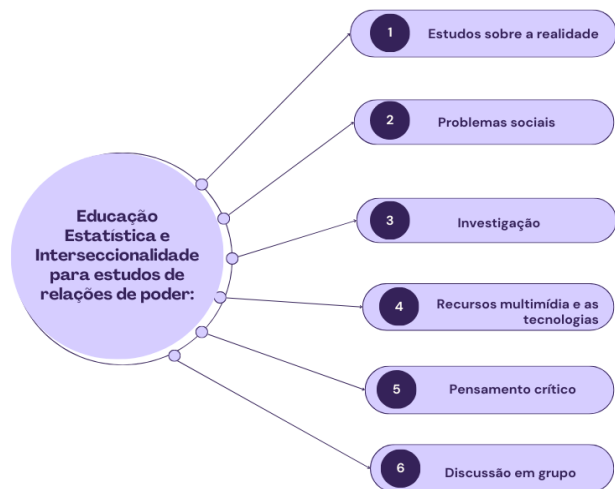 Educação
Estatística e
Interseccionalidade
para estudos de
relações de poder:
1
Estudos sobre a realidade
2
Problemas sociais
3
Investigação
4
Recursos multimídia e as
tecnologias
5
Pensamento crítico
6
Discussão em grupo